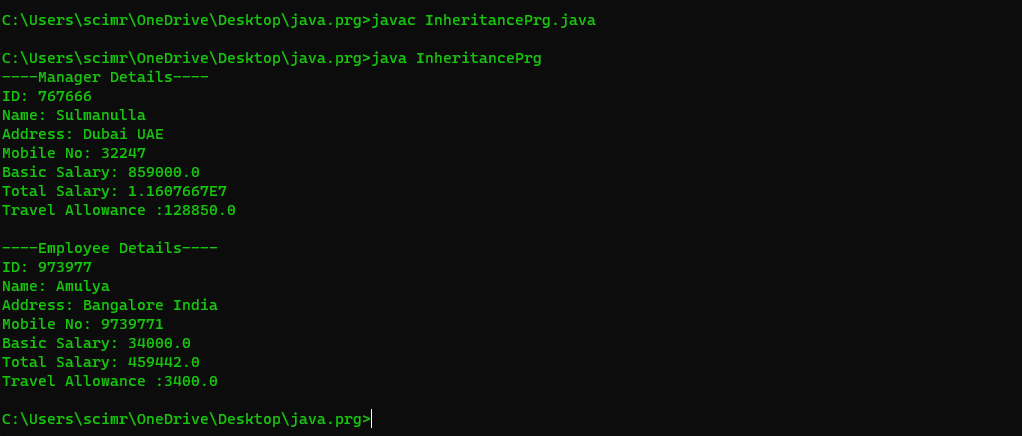 C:\Users\scimr\OneDrive\Desktop\java.prg>javac InheritancePrg.java
C:\Users\scimr\OneDrive\Desktop\java.prg>java InheritancePrg
----Manager Details----
ID: 767666
Name: Sulmanulla
Address: Dubai UAE
Mobile No: 32247
Basic Salary: 859000.0
Total Salary: 1.1607667E7
Travel Allowance :128850.0
----Employee Details----
ID: 973977
Name: Amulya
Address: Bangalore India
Mobile No: 9739771
Basic Salary: 34000.0
Total Salary: 459442.0
Travel Allowance :3400.0
C:\Users\scimr\OneDrive\Desktop\java.prg>